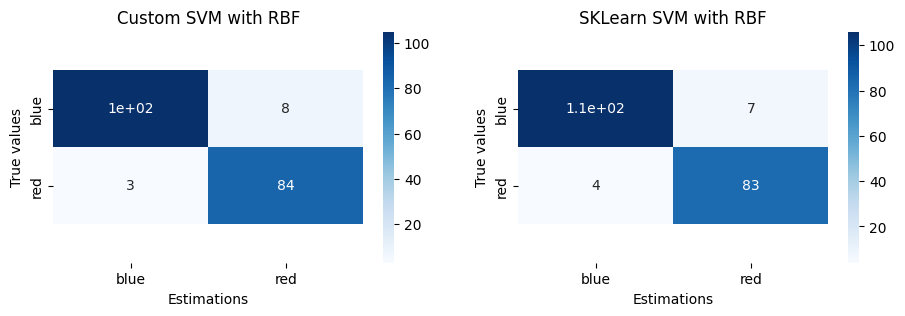 Custom SVM with RBF
True values
blue
red
1e+02
8
3
84
blue
red
Estimations
100
80
60
40
20
SKLearn SVM with RBF
True values
blue
red
1.1e+02
7
4
83
blue
red
Estimations
100
80
60
40
20